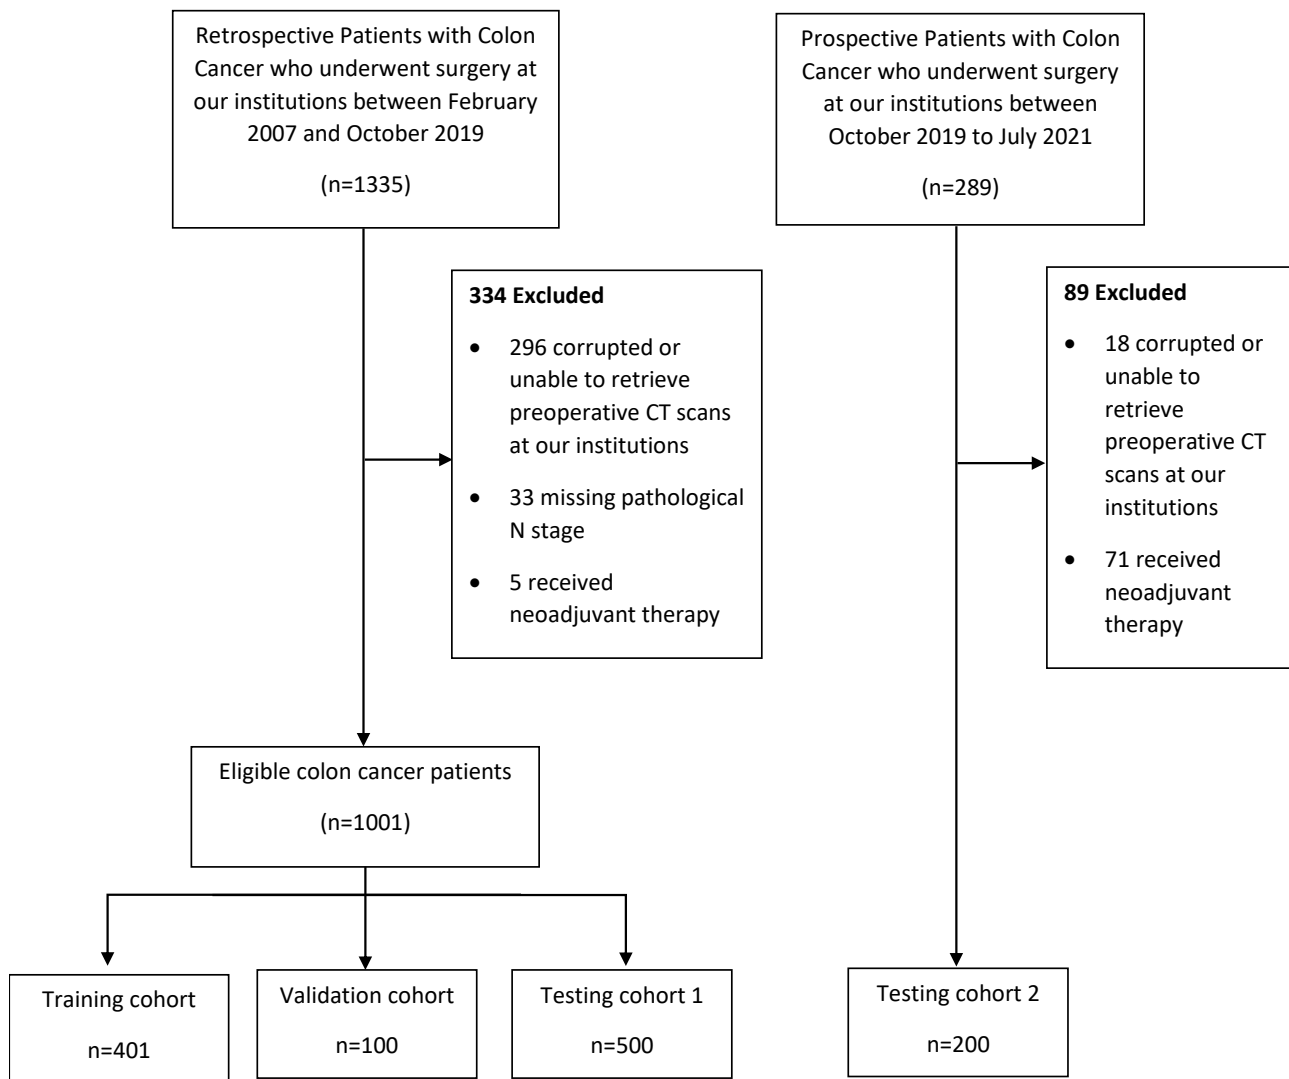 Retrospective Patients with Colon
Cancer who underwent surgery at
our institutions between February
2007 and October 2019
(n=1335)
Prospective Patients with Colon
Cancer who underwent surgery
at our institutions between
October 2019 to July 2021
(n=289)
334 Excluded
• 296 corrupted or
unable to retrieve
preoperative CT scans
at our institutions
• 33 missing pathological
N stage
• 5 received
neoadjuvant therapy
89 Excluded
• 18 corrupted or
unable to
retrieve
preoperative CT
scans at our
institutions
• 71 received
neoadjuvant
therapy
Eligible colon cancer patients
(n=1001)
Training cohort
n=401
Validation cohort
n=100
Testing cohort 1
n=500
Testing cohort 2
n=200